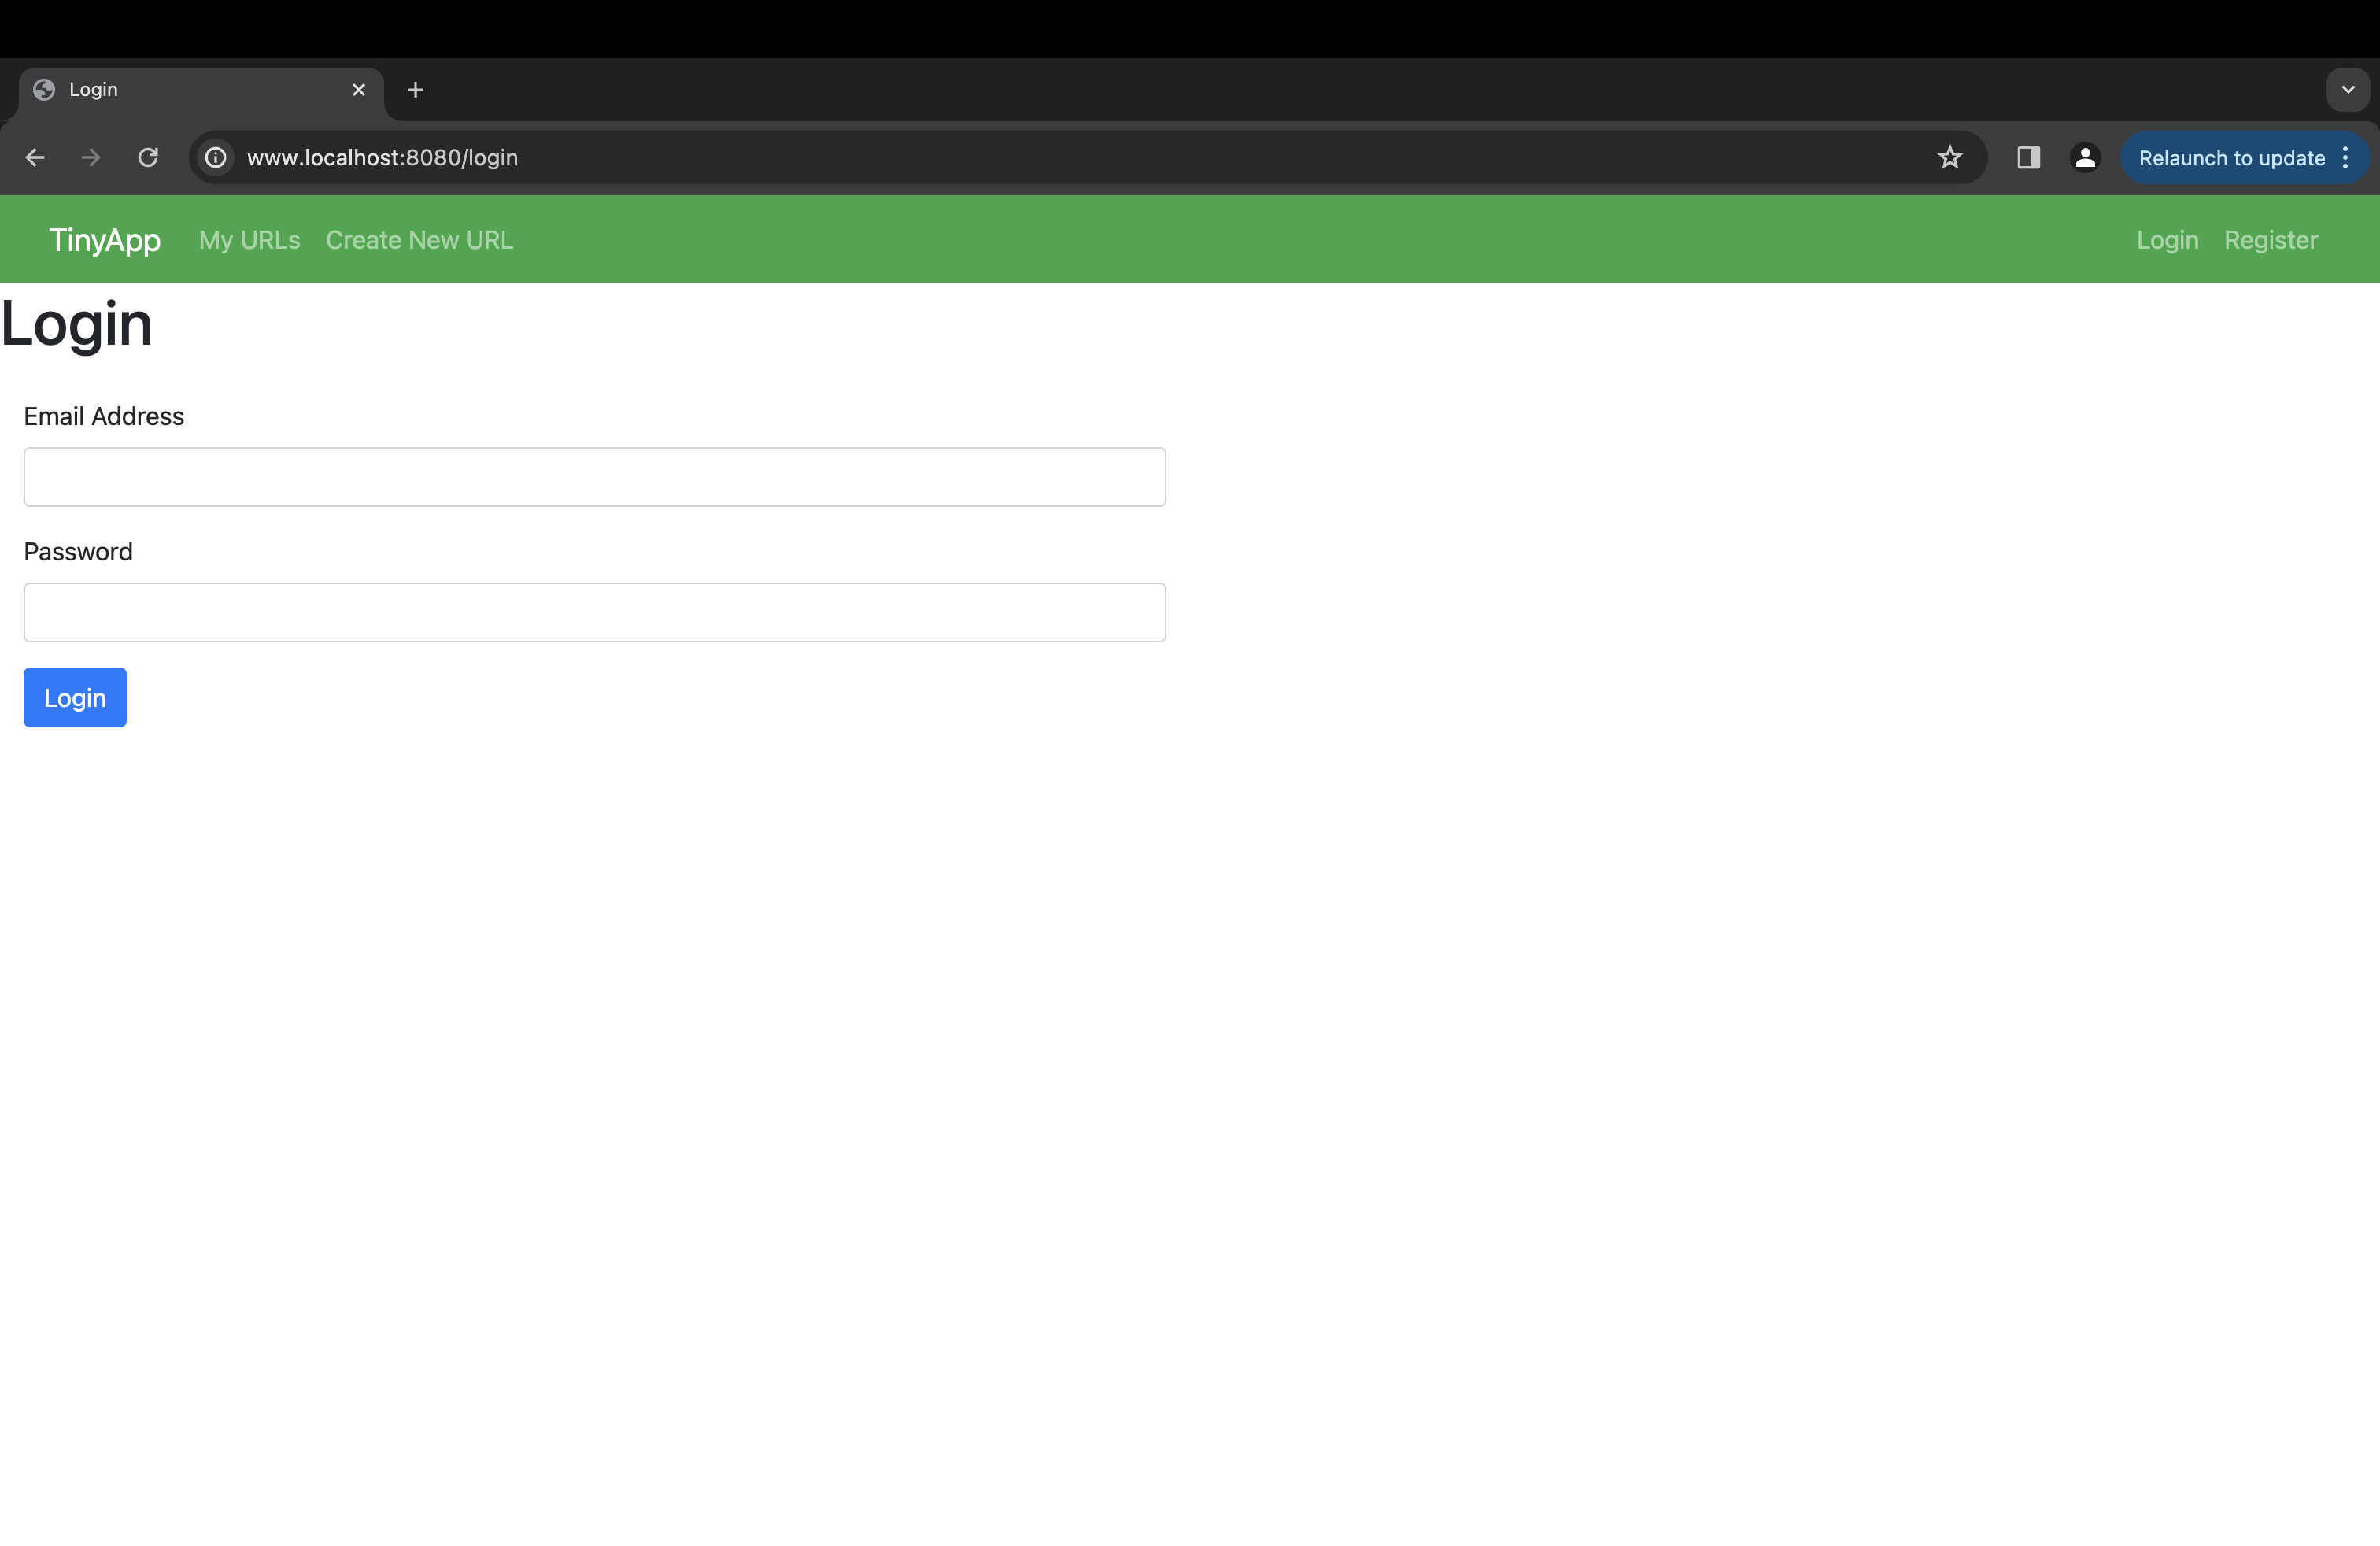 Login
www.localhost:8080/login
Relaunch to update
TinyApp My URLs Create New URL Login Register
Login
Email Address
Password
Login